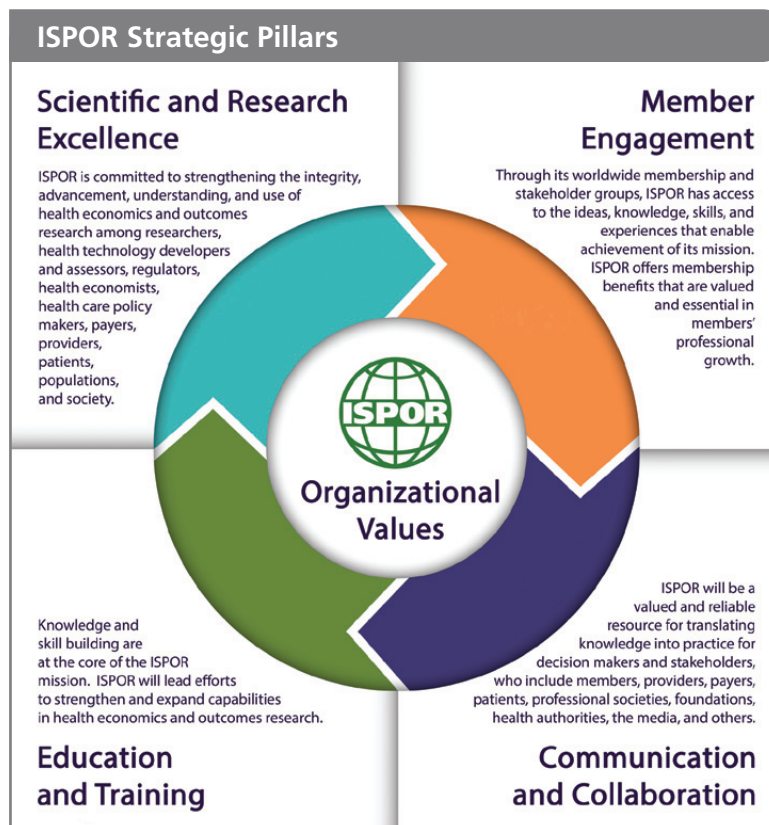 ISPOR Strategic Pillars
Scientific and Research
Excellence
ISPOR is committed to strengthening the integrity,
advancement, understanding, and use of
health economics and outcomes
research among researchers,
health technology developers
and assessors, regulators,
health economists,
health care policy
makers, payers,
providers,
patients,
populations,
and society.
Member
Engagement
Through its worldwide membership and
stakeholder groups, ISPOR has access
to the ideas, knowledge, skills, and
experiences that enable
achievement of its mission.
ISPOR offers membership
benefits that are valued
and essential in
members’
professional
growth.
ISPOR
Organizational
Values
Knowledge and
skill building are
at the core of the ISPOR
mission. ISPOR will lead efforts
to strengthen and expand capabilities
in health economics and outcomes research.
Education
and Training
ISPOR will be a
valued and reliable
resource for translating
knowledge into practice for
decision makers and stakeholders,
who include members, providers, payers,
patients, professional societies, foundations,
health authorities, the media, and others.
Communication
and Collaboration